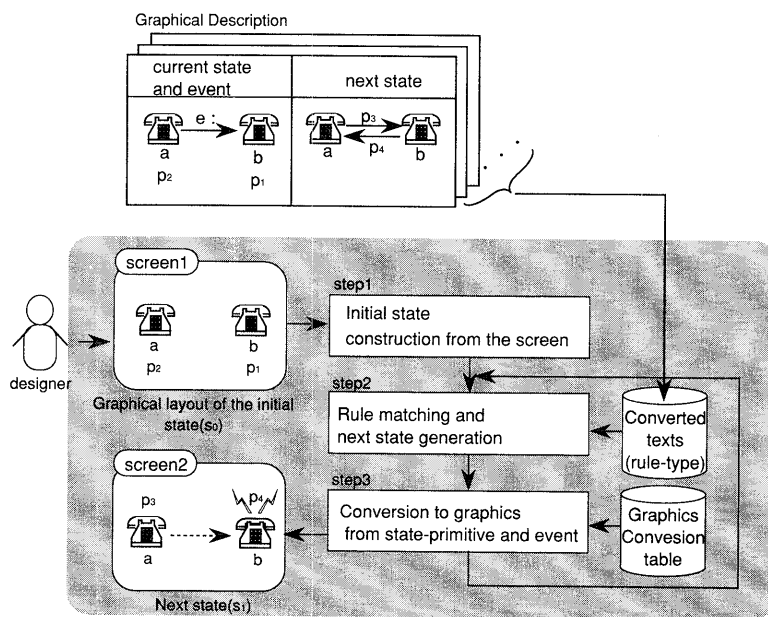 Graphical Description
current state
and event
next state
e :
a
b
p2
p1
p3
p4
a
b
screen1
a
b
p2
p1
Graphical layout of the initial
state(s0)
designer
step1
Initial state
construction from the screen
step2
Rule matching and
next state generation
Converted
texts
(rule-type)
step3
Conversion to graphics
from state-primitive and event
Graphics
Convesion
table
screen2
p3
p4
a
b
Next state(s1)